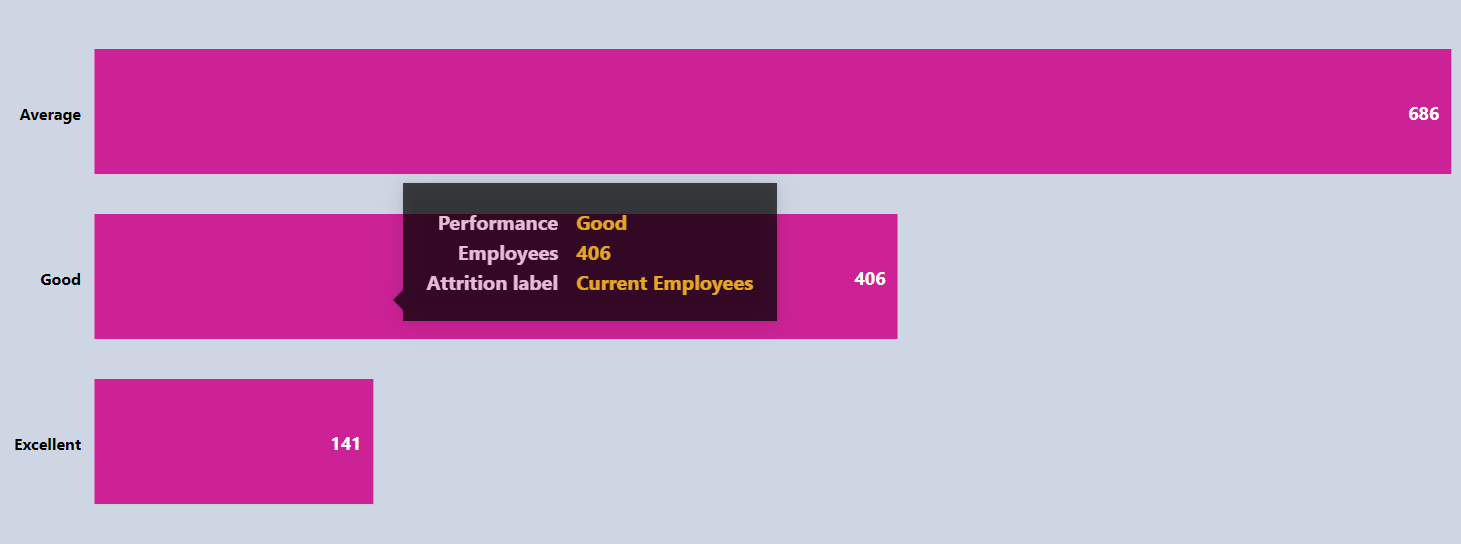 Average 686
Performance Good
Employees 406
Good 406
Attrition label Current Employees
Excellent 141